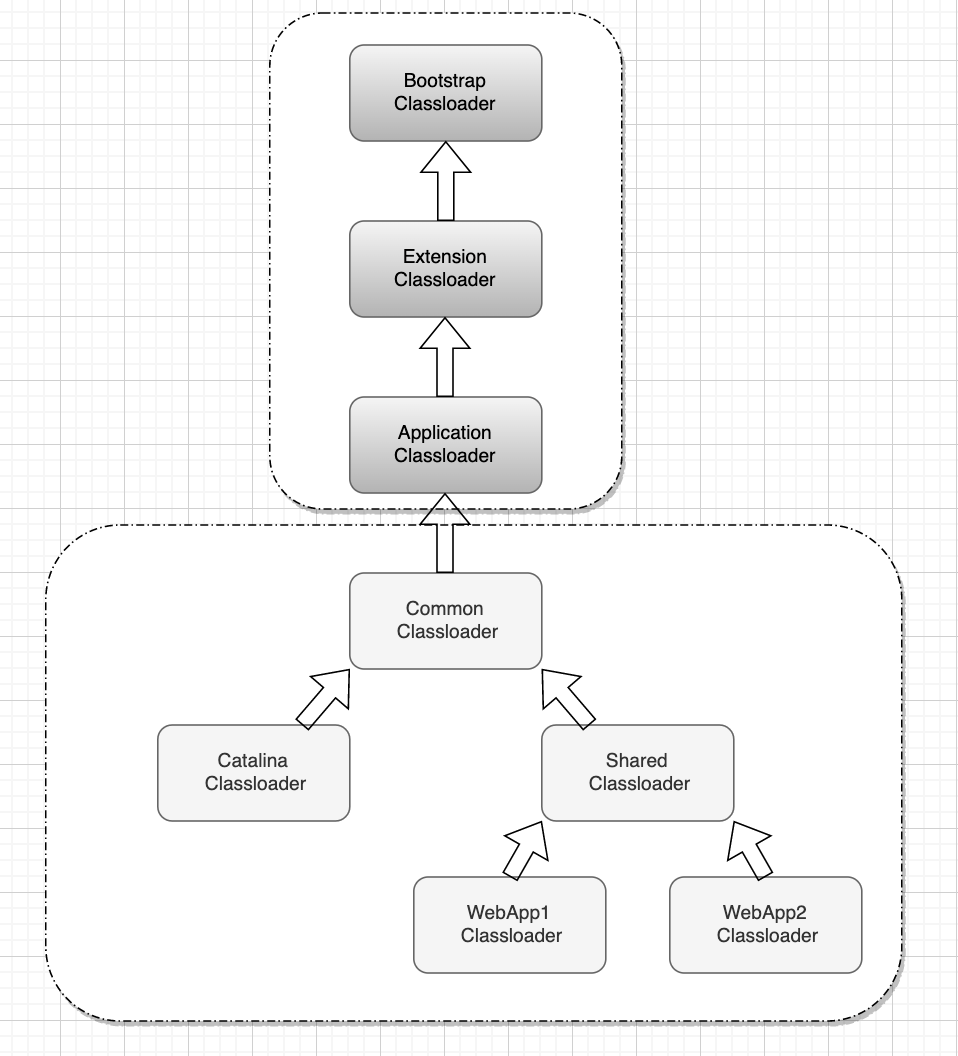 Bootstrap
Classloader
Extension
Classloader
Application
Classloader
Common
Classloader
Catalina
Classloader
Shared
Classloader
WebApp1
Classloader
WebApp2
Classloader